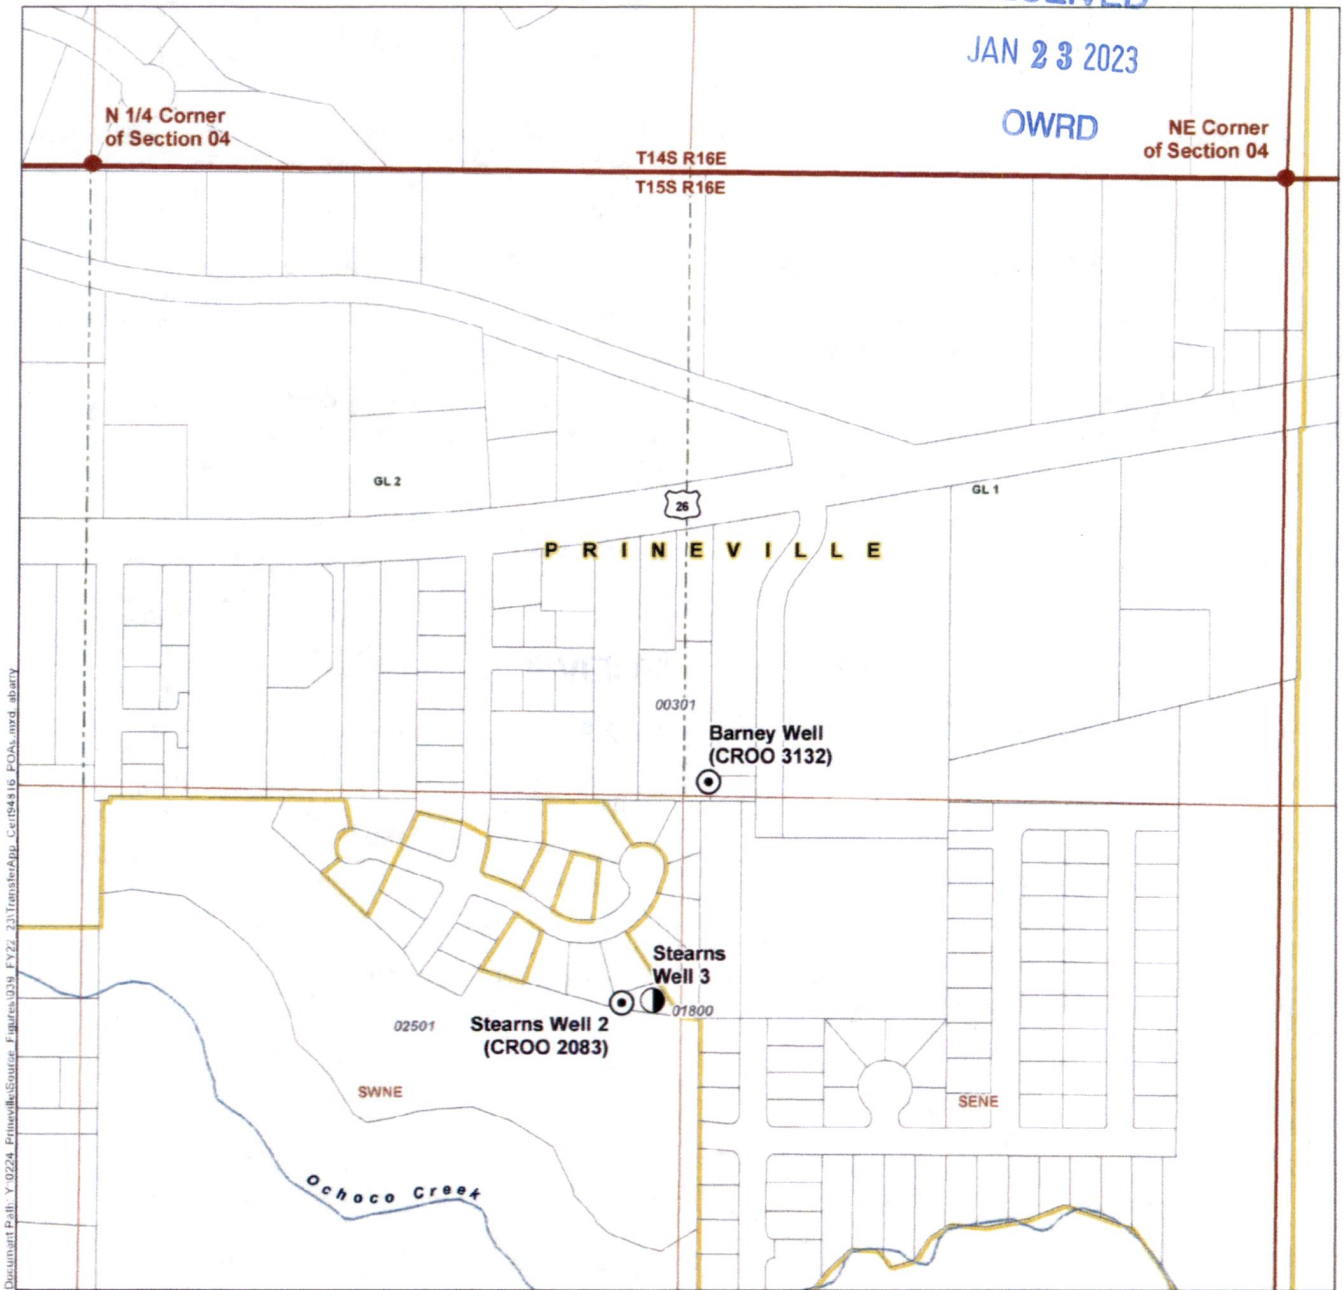 JAN 23 2023
OWRD
N 1/4 Corner
of Section 04
NE Corner
of Section 04
T14S R16E
T15S R16E
GL 2
26
GL 1
PRINEVILLE
00301
Barney Well
(CROO 3132)
Stearns
Well 3
01800
02501
Stearns Well 2
(CROO 2083)
SWNE
SENE
Ochoco Creek